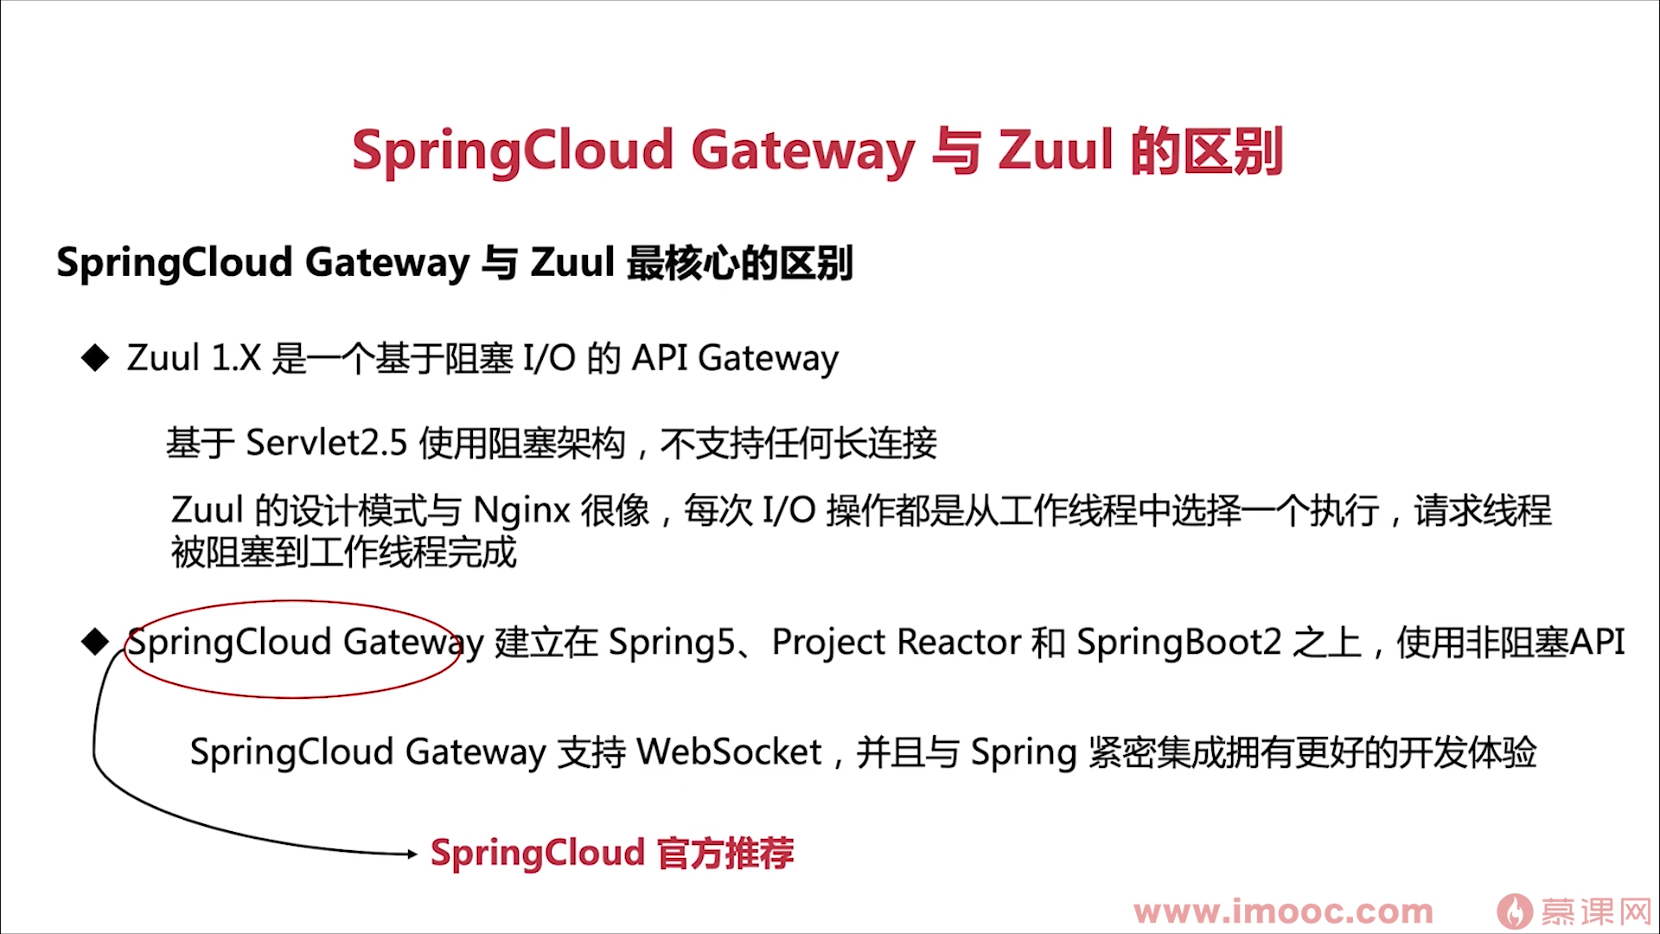 SpringCloud Gateway 与 Zuul 的区别
SpringCloud Gateway 与 Zuul 最核心的区别
◆ Zuul 1.X 是一个基于阻塞 I/O 的 API Gateway
基于 Servlet2.5 使用阻塞架构，不支持任何长连接
Zuul 的设计模式与 Nginx 很像，每次 I/O 操作都是从工作线程中选择一个执行，请求线程
被阻塞到工作线程完成
◆ SpringCloud Gateway 建立在 Spring5、Project Reactor 和 SpringBoot2 之上，使用非阻塞API
SpringCloud Gateway 支持 WebSocket，并且与 Spring 紧密集成拥有更好的开发体验
SpringCloud 官方推荐
www.imooc.com 慕课网